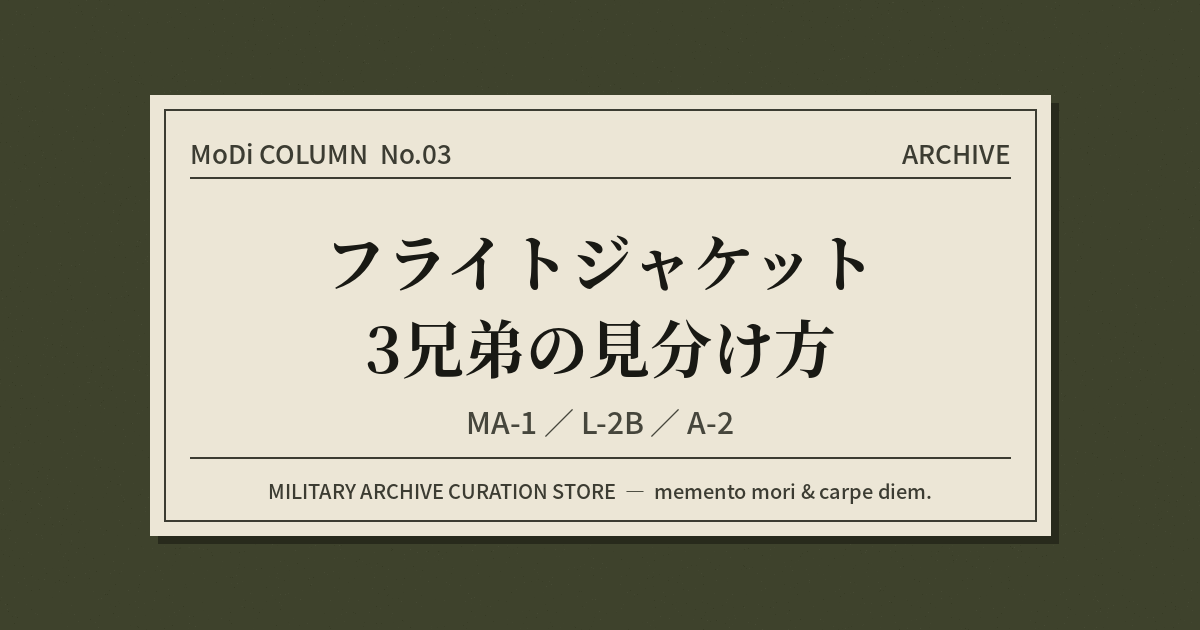 MoDi COLUMN No.03
ARCHIVE
フライトジャケット
3兄弟の見分け方
MA-1 ／ L-2B ／ A-2
MILITARY ARCHIVE CURATION STORE — memento mori & carpe diem.